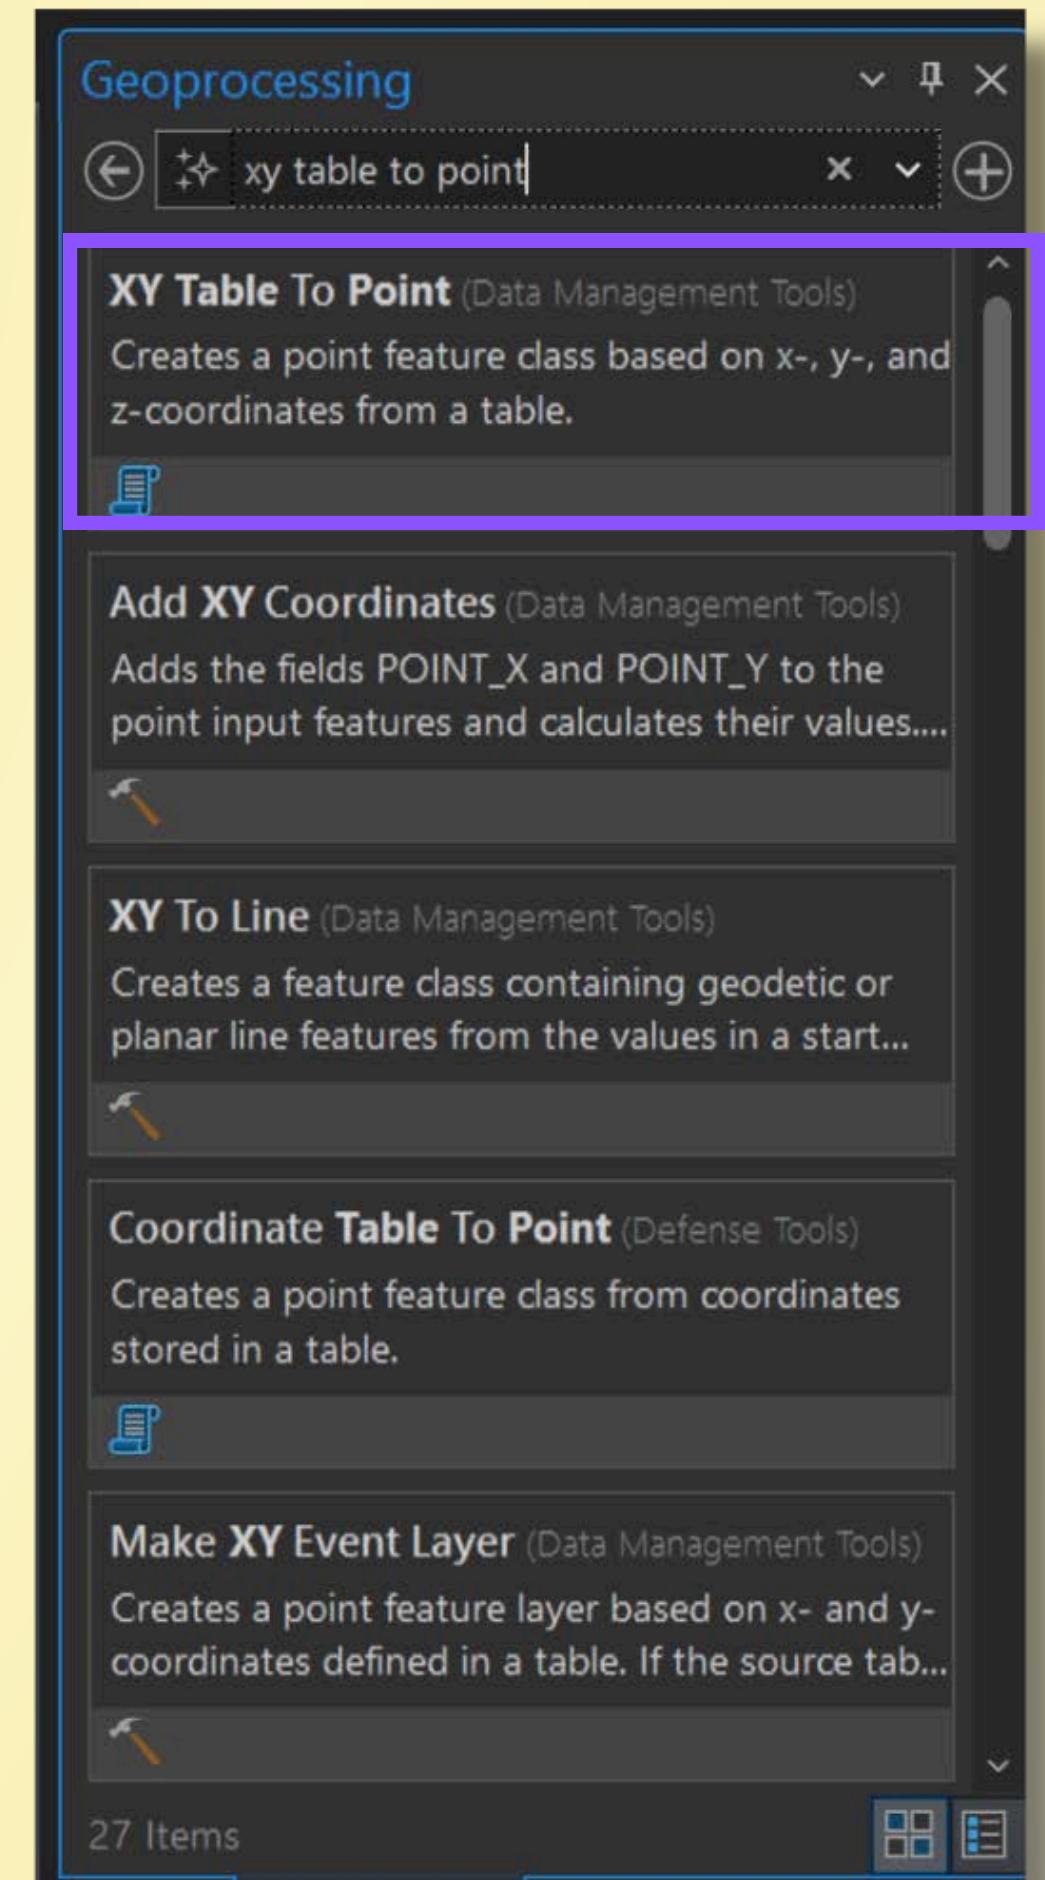 Geoprocessing
xy table to point
XY Table To Point (Data Management Tools)
Creates a point feature class based on x-, y-, and
z-coordinates from a table.
Add XY Coordinates (Data Management Tools)
Adds the fields POINT_X and POINT_Y to the
point input features and calculates their values....
XY To Line (Data Management Tools)
Creates a feature class containing geodetic or
planar line features from the values in a start...
Coordinate Table To Point (Defense Tools)
Creates a point feature class from coordinates
stored in a table.
Make XY Event Layer (Data Management Tools)
Creates a point feature layer based on x- and y-
coordinates defined in a table. If the source tab...
27 Items